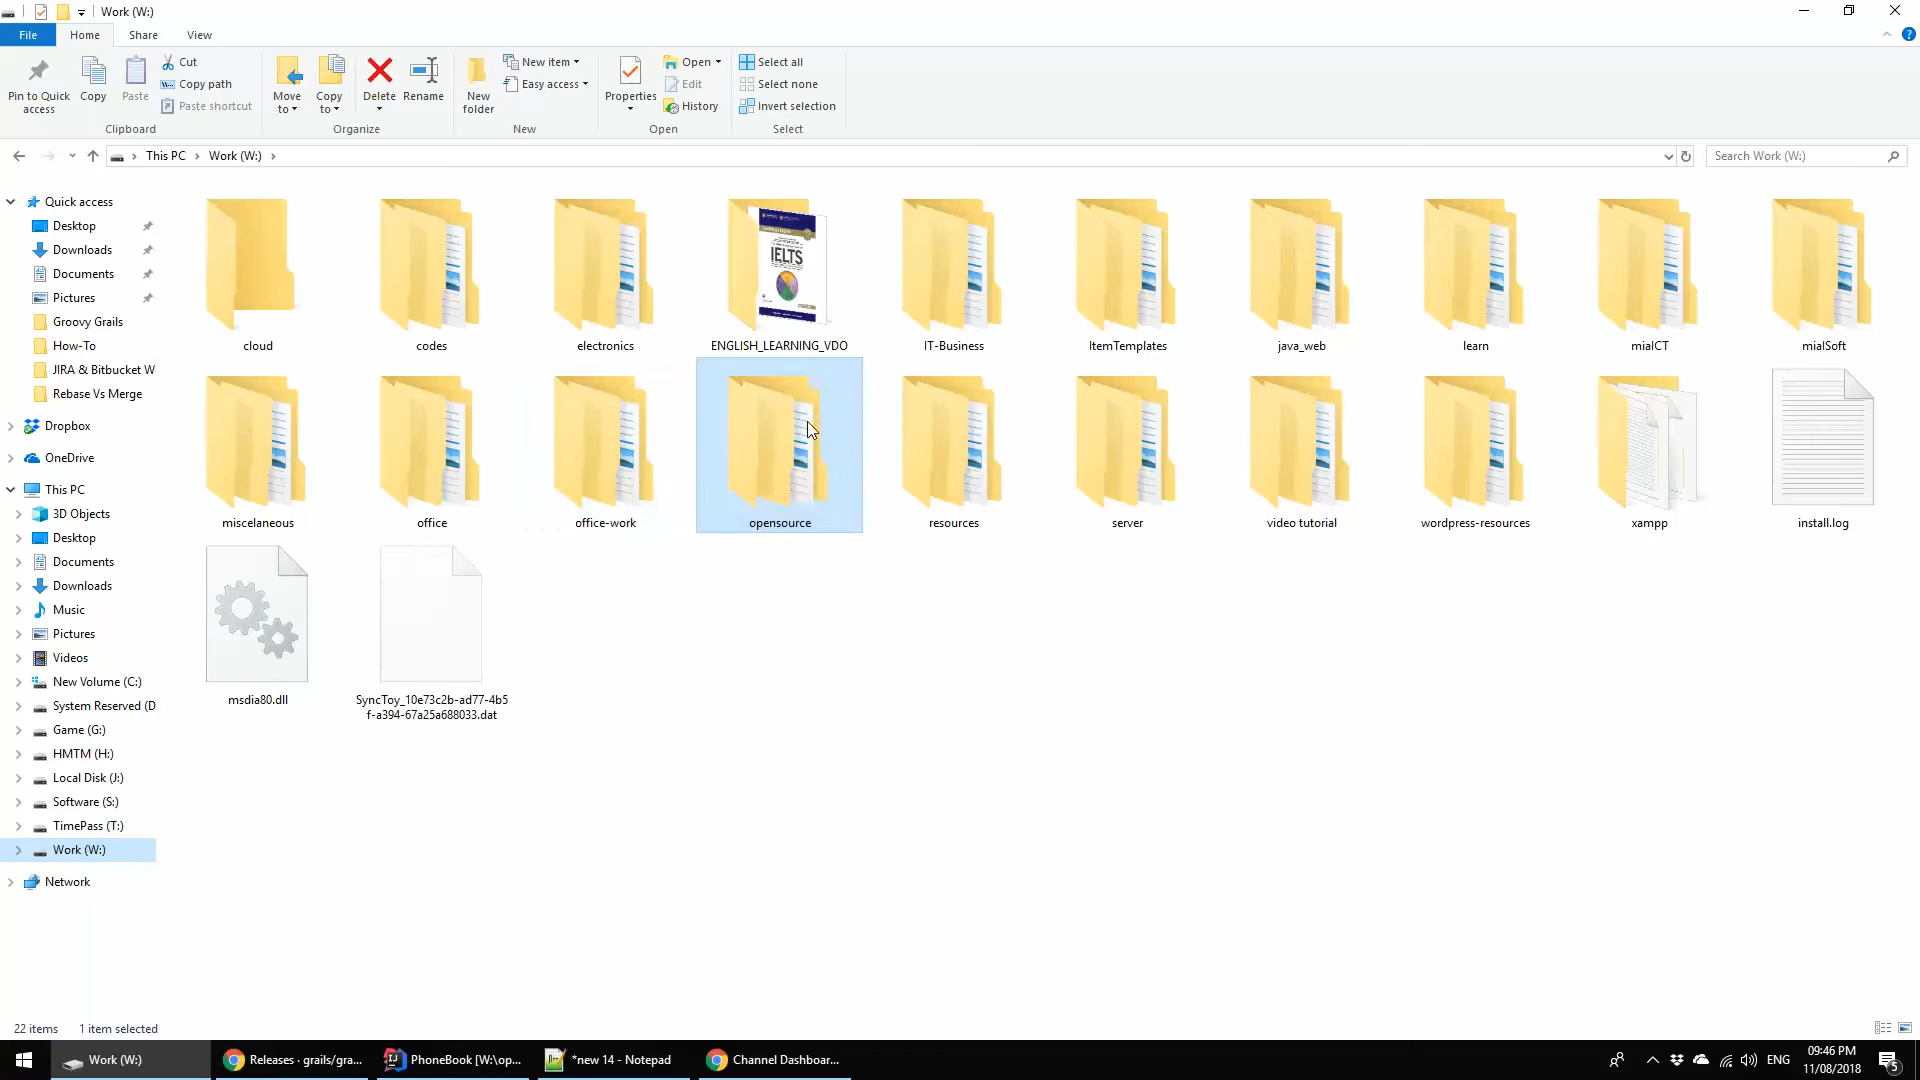 Work (W:)
File
Home
Share
View
Pin to Quick access
Copy
Paste
Cut
Copy path
Paste shortcut
Clipboard
Move to
Copy to
Delete
Rename
Organize
New folder
New item
Easy access
New
Properties
Open
Edit
History
Open
Select all
Select none
Invert selection
Select
This PC
Work (W:)
Search Work (W:)
Quick access
Desktop
Downloads
Documents
Pictures
Groovy Grails
How-To
JIRA & Bitbucket W
Rebase Vs Merge
Dropbox
OneDrive
This PC
3D Objects
Desktop
Documents
Downloads
Music
Pictures
Videos
New Volume (C:)
System Reserved (D
Game (G:)
HMTM (H:)
Local Disk (J:)
Software (S:)
TimePass (T:)
Work (W:)
Network
IELTS
cloud
codes
electronics
ENGLISH_LEARNING_VDO
IT-Business
ItemTemplates
java_web
learn
miaICT
mialSoft
miscelaneous
office
office-work
opensource
resources
server
video tutorial
wordpress-resources
xampp
install.log
msdia80.dll
SyncToy_10e73c2b-ad77-4b5
f-a394-67a25a688033.dat
22 items
1 item selected
Work (W:)
Releases · grails/gra...
PhoneBook [W:\op...
*new 14 - Notepad
Channel Dashboar...
ENG
09:46 PM
11/08/2018
5